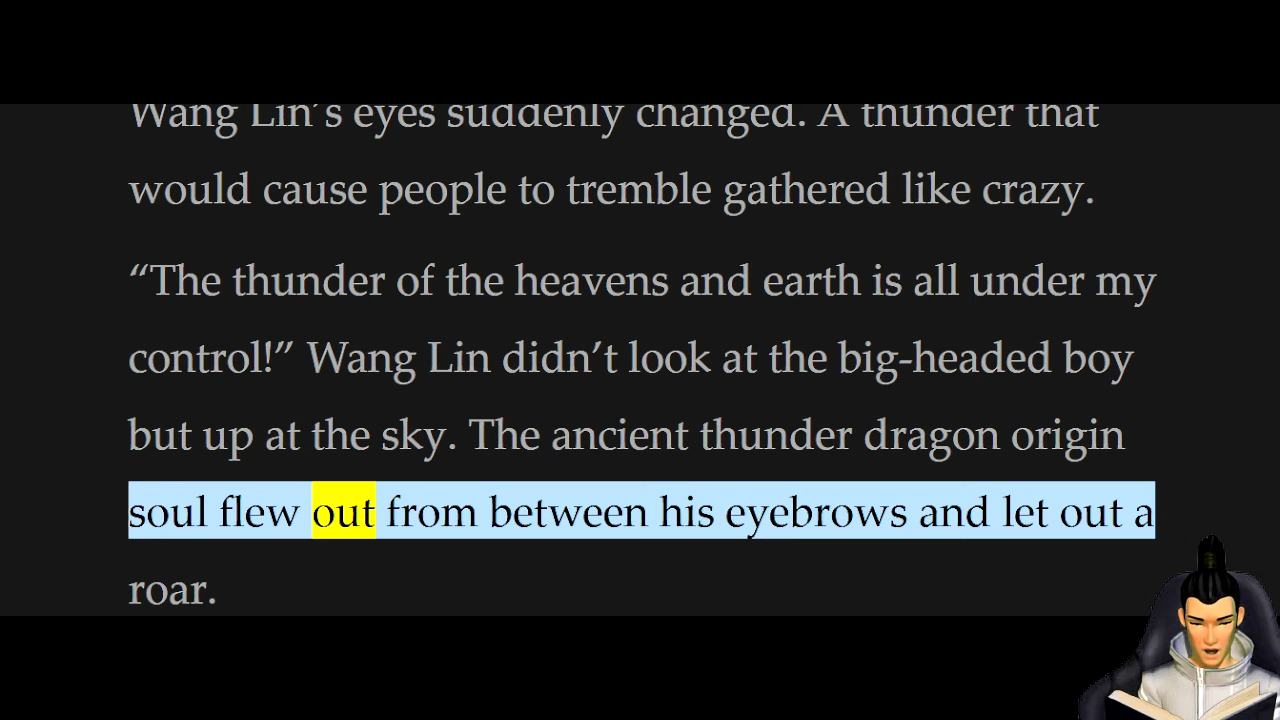 Wang Lin’s eyes suddenly changed. A thunder that
would cause people to tremble gathered like crazy.
“The thunder of the heavens and earth is all under my
control!” Wang Lin didn’t look at the big-headed boy
but up at the sky. The ancient thunder dragon origin
soul flew out from between his eyebrows and let out a
roar.